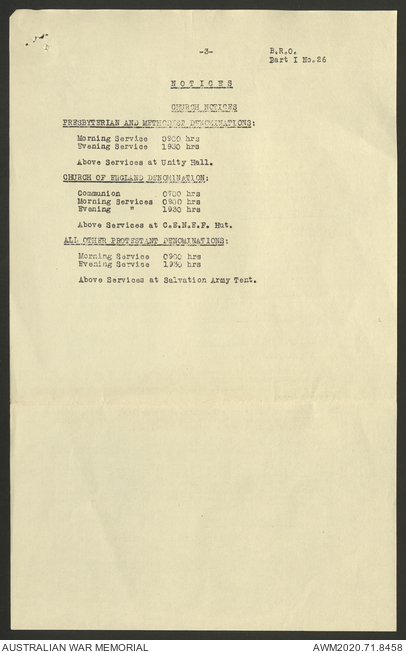 -3-
B.R.O.
Part I No.26
NOTICES
CHURCH NOTICES
PRESBYTERIAN AND METHODIST DENOMINATIONS:
Morning Service 0900 hrs
Evening Service 1930 hrs
Above Services at Unity Hall.
CHURCH OF ENGLAND DENOMINATION:
Communion 0700 hrs
Morning Services 0900 hrs
Evening " 1930 hrs
Above Services at C.E.N.E.F. Hut.
ALL OTHER PROTESTANT DENOMINATIONS:
Morning Service 0900 hrs
Evening Service 1930 hrs
Above Services at Salvation Army Tent.
AUSTRALIAN WAR MEMORIAL
AWM2020.71.8458